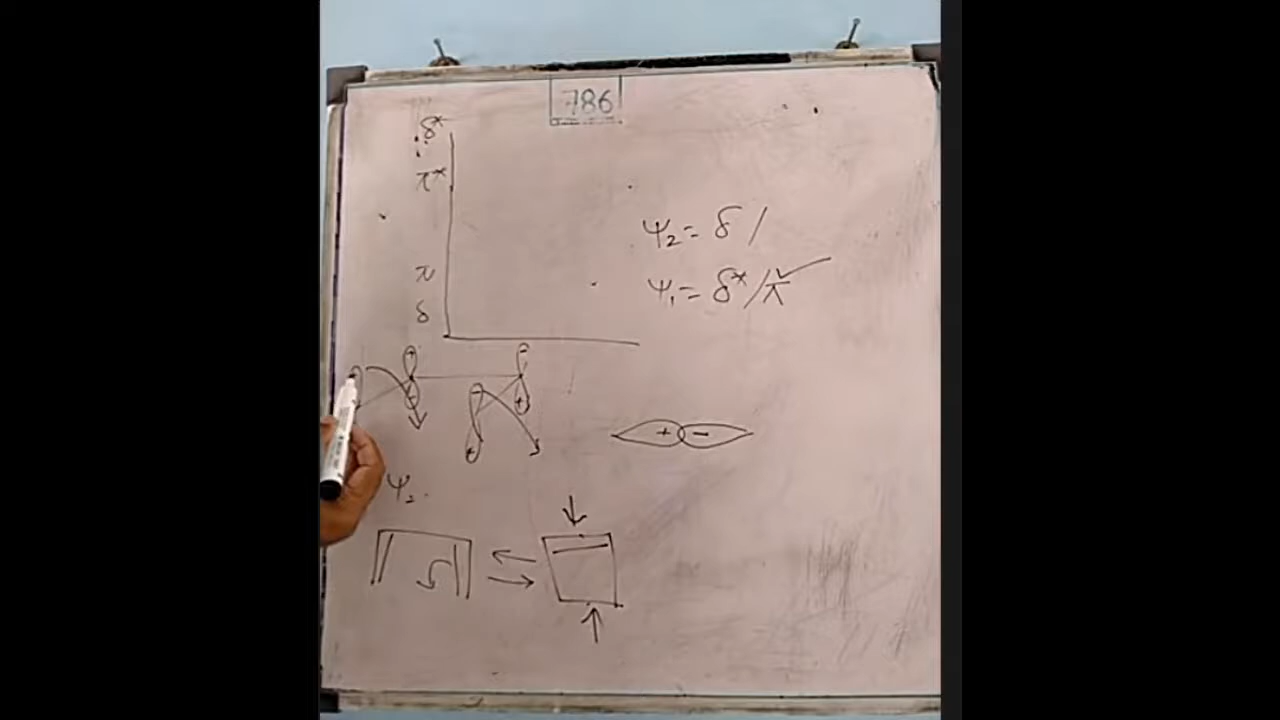 786
δ*
π*
ψ₂ = δ /
π
ψ₁ = δ* / π
δ
+ -
- +
+ -
+
ψ₂